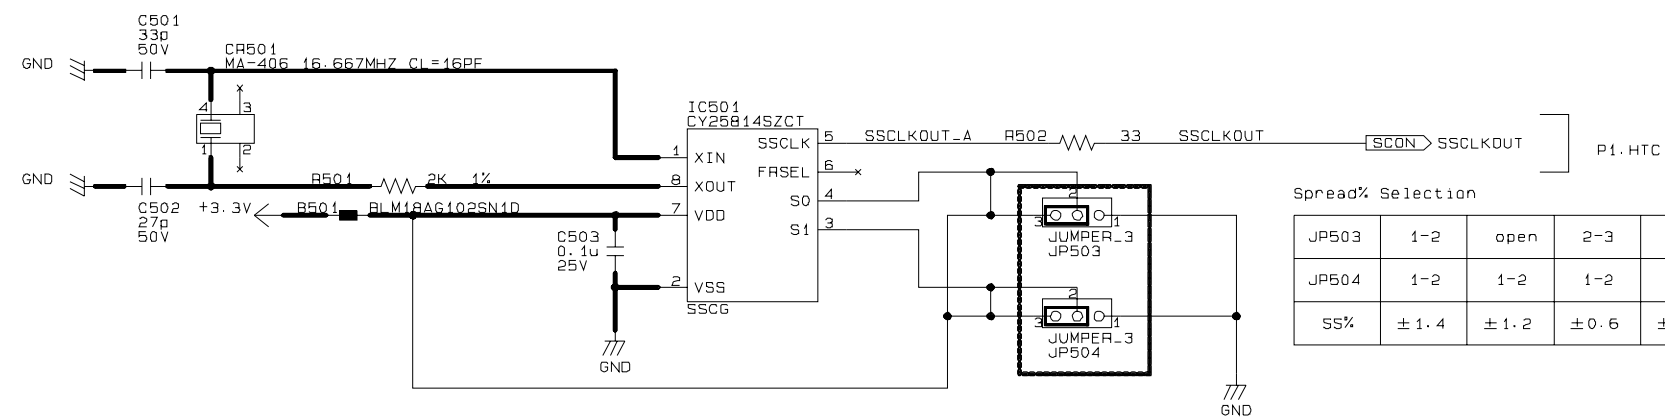 C501
33p
50V
GND
CR501
MA-406 16.667MHZ CL=16PF
4
3
1
2
GND
C502
27p
50V
R501
2K 1%
+3.3V
B501
BLM18AG102SN1D
C503
0.1u
25V
GND
IC501
CY25814SZCT
1 XIN
8 XOUT
7 VDD
2 VSS
SSCLK 5
FRSEL 6
S0 4
S1 3
SSCG
SSCLKOUT_A
R502
33
SSCLKOUT
SCON
SSCLKOUT
P1.HTC
2
3
1
JUMPER_3
JP503
2
3
1
JUMPER_3
JP504
GND
Spread% Selection
JP503 1-2 open 2-3
JP504 1-2 1-2 1-2
SS% ±1.4 ±1.2 ±0.6 ±